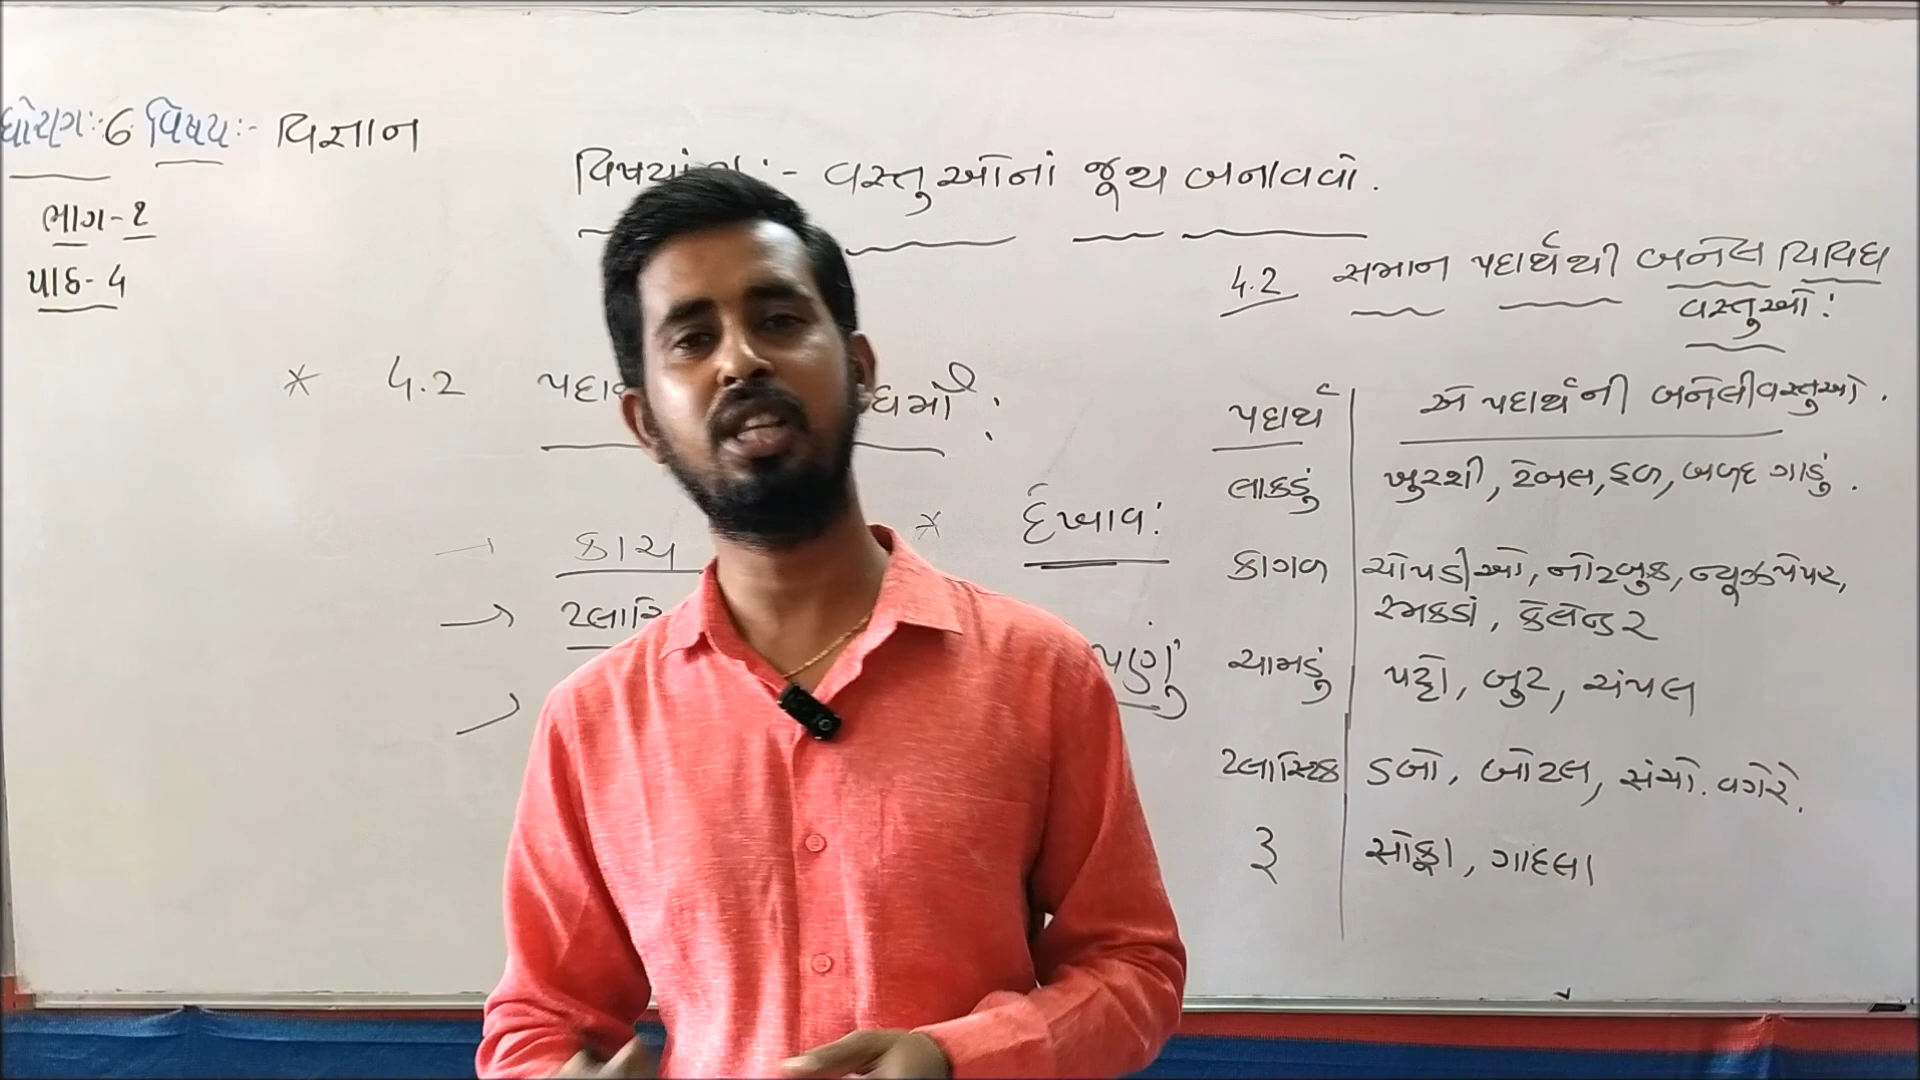 ધોરણઃ 6 વિષયઃ- વિજ્ઞાન
ભાગ-૨
પાઠ-4
વસ્તુઓનાં જૂથ બનાવવાં.
* 4.2
ધર્મો :
→ કાચ
→
→
* દેખાવ:
4.2 સમાન પદાર્થથી બનેલ વિવિધ
વસ્તુઓ:
પદાર્થ એ પદાર્થની બનેલી વસ્તુઓ.
લાકડું ખુરશી, ટેબલ, હળ, બળદ ગાડું.
કાગળ ચોપડીઓ, નોટબુક, ન્યૂઝપેપર,
રમકડાં, કેલેન્ડર
ચામડું પટ્ટો, બુટ, ચંપલ
પ્લાસ્ટિક ડબો, બોટલ, સંચો. વગેરે.
રૂ સોફા, ગાદલા